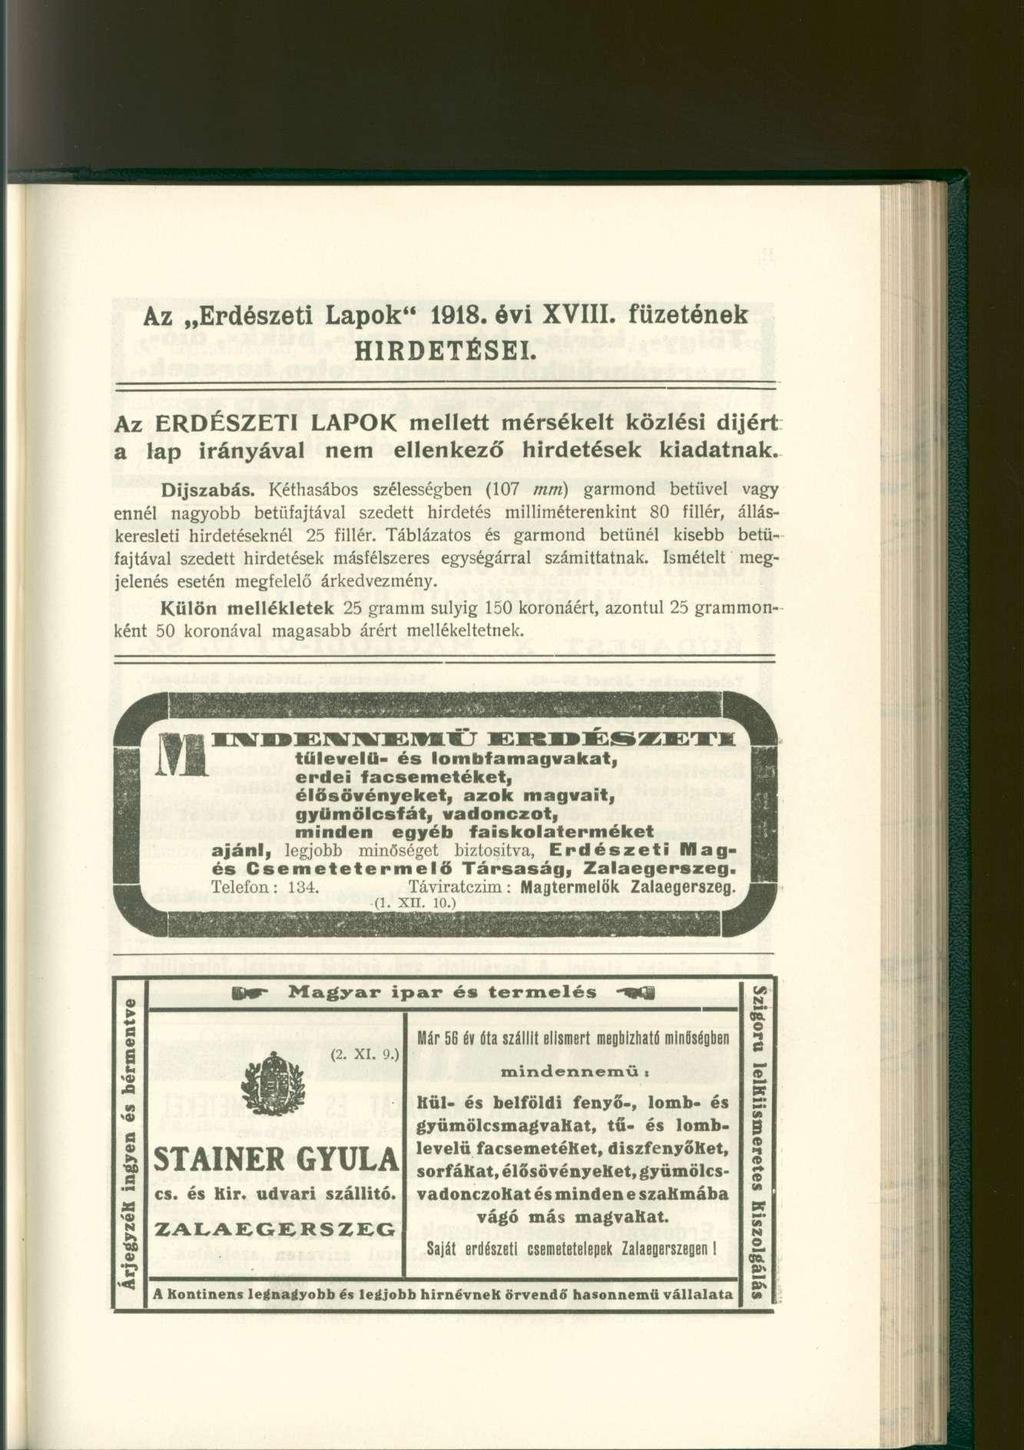 Az „Erdészeti Lapok“ 1918. évi XVIII. füzetének
HIRDETÉSEI.
Az ERDÉSZETI LAPOK mellett mérsékelt közlési dijért
a lap irányával nem ellenkező hirdetések kiadatnak.
Dijszabás. Kéthasábos szélességben (107 mm) garmond betüvel vagy
ennél nagyobb betüfajtával szedett hirdetés milliméterenkint 80 fillér, állás-
keresleti hirdetéseknél 25 fillér. Táblázatos és garmond betünél kisebb betü-
fajtával szedett hirdetések másfélszeres egységárral számittatnak. Ismételt meg-
jelenés esetén megfelelő árkedvezmény.
Külön mellékletek 25 gramm sulyig 150 koronáért, azontul 25 grammon-
ként 50 koronával magasabb árért mellékeltetnek.
MINDENNEMÜ ERDÉSZETI
tűlevelű- és lombfamagvakat,
erdei facsemetéket,
élősövényeket, azok magvait,
gyümölcsfát, vadonczot,
minden egyéb faiskolaterméket
ajánl, legjobb minőséget biztositva, Erdészeti Mag-
és Csemetetermelő Társaság, Zalaegerszeg.
Telefon: 134. Táviratczim: Magtermelők Zalaegerszeg.
(1. XII. 10.)
Magyar ipar és termelés
Árjegyzék ingyen és bérmentve
(2. XI. 9.)
STAINER GYULA
cs. és kir. udvari szállitó.
ZALAEGERSZEG
Már 56 év óta szállit elismert megbizható minőségben
mindennemü:
kül- és belföldi fenyő-, lomb- és
gyümölcsmagvakat, tű- és lomb-
levelü facsemetéket, diszfenyőket,
sorfákat, élősövényeket, gyümölcs-
vadonczokat és minden e szakmába
vágó más magvakat.
Saját erdészeti csemetetelepek Zalaegerszegen!
Szigoru lelkiismeretes kiszolgálás
A kontinens legnagyobb és legjobb hirnévnek örvendő hasonnemü vállalata